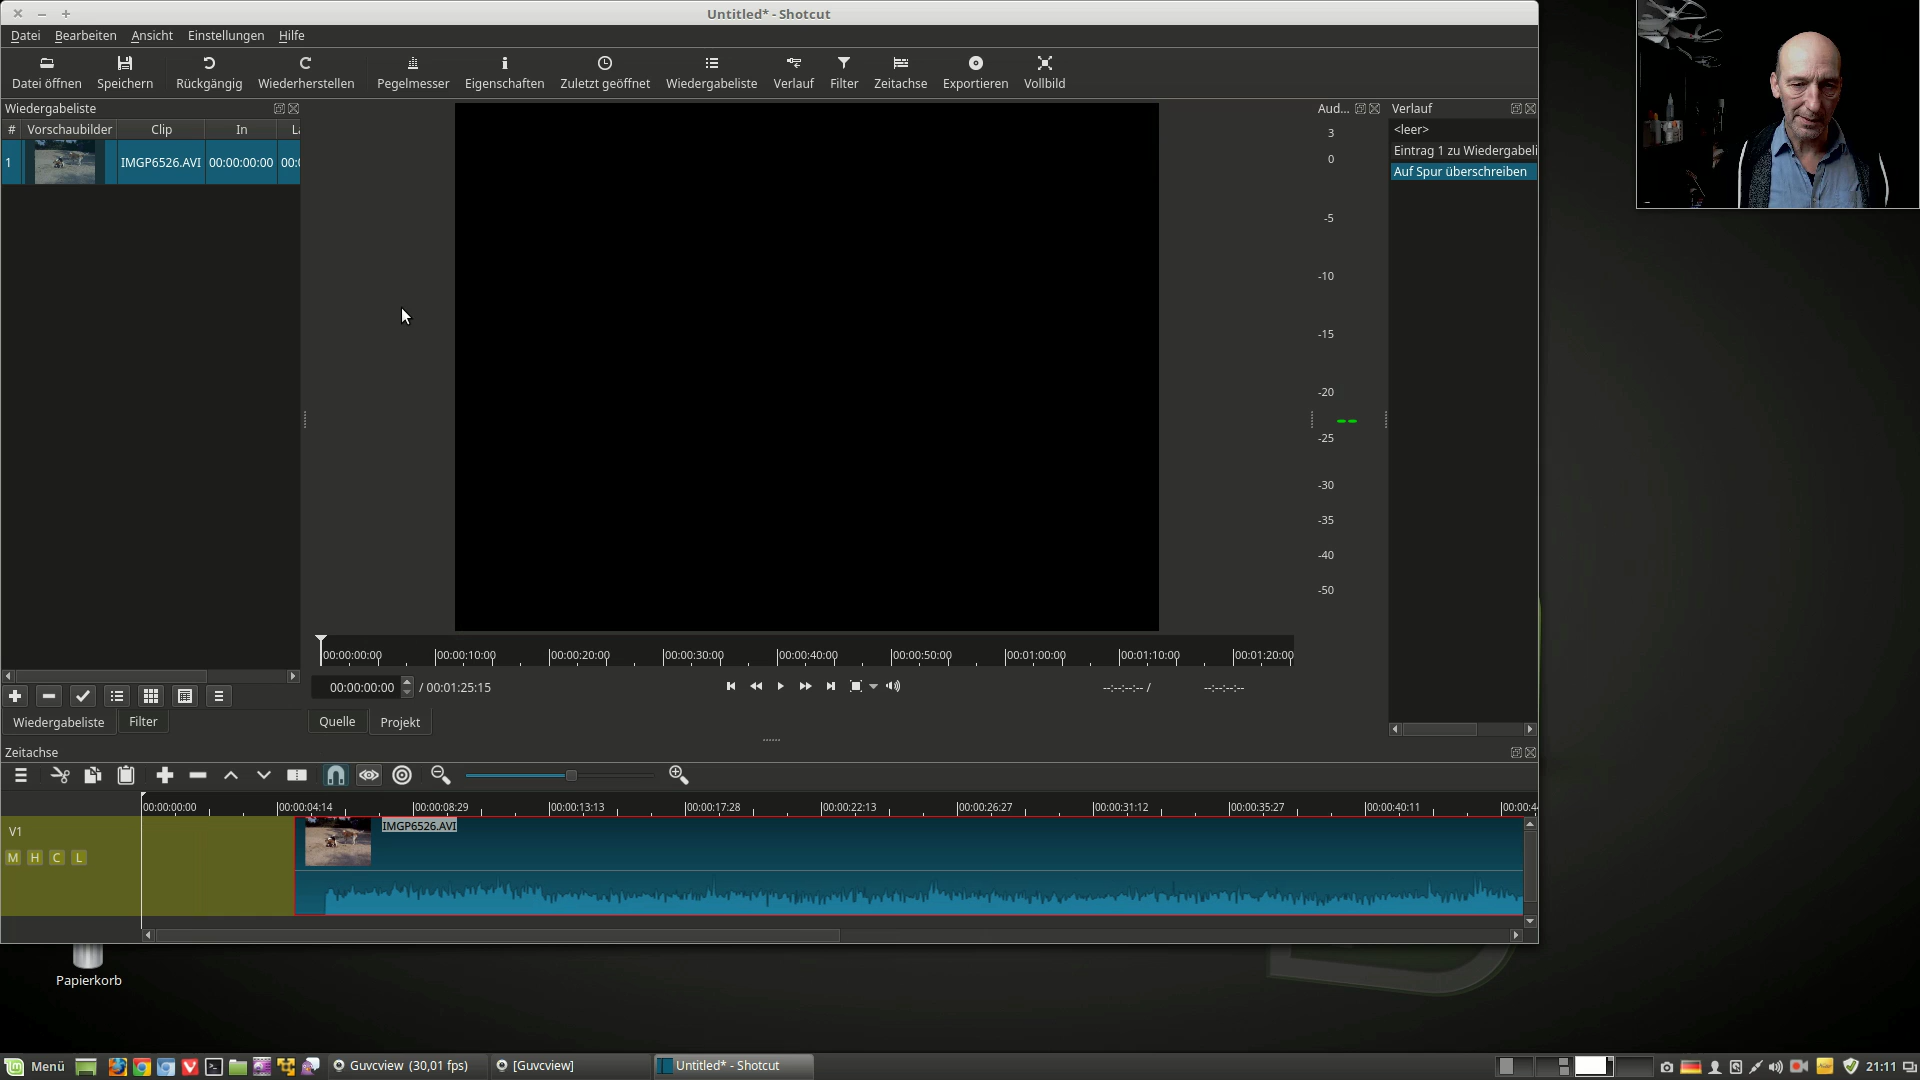 Untitled* - Shotcut
Datei Bearbeiten Ansicht Einstellungen Hilfe
Datei öffnen Speichern Rückgängig Wiederherstellen Pegelmesser Eigenschaften Zuletzt geöffnet Wiedergabeliste Verlauf Filter Zeitachse Exportieren Vollbild
Wiedergabeliste
# Vorschaubilder Clip In
1 IMGP6526.AVI 00:00:00:00
Aud...
3
0
-5
-10
-15
-20
-25
-30
-35
-40
-50
Verlauf
<leer>
Eintrag 1 zu Wiedergabeli
Auf Spur überschreiben
00:00:00:00 00:00:10:00 00:00:20:00 00:00:30:00 00:00:40:00 00:00:50:00 00:01:00:00 00:01:10:00 00:01:20:00
00:00:00:00 / 00:01:25:15
--:--:--:-- / --:--:--:--
Wiedergabeliste Filter
Quelle Projekt
Zeitachse
00:00:00:00 00:00:04:14 00:00:08:29 00:00:13:13 00:00:17:28 00:00:22:13 00:00:26:27 00:00:31:12 00:00:35:27 00:00:40:11 00:00:4
V1
IMGP6526.AVI
M H C L
Papierkorb
Menü Guvcview (30,01 fps) [Guvcview] Untitled* - Shotcut 21:11